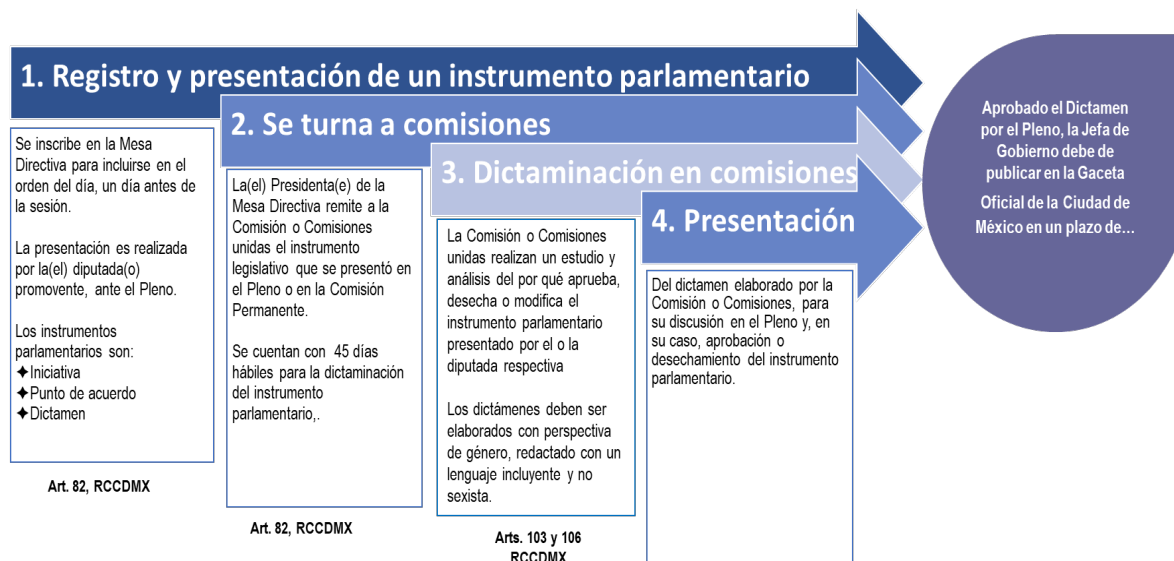 1. Registro y presentación de un instrumento parlamentario
Se inscribe en la Mesa
Directiva para incluirse en el
orden del día, un día antes de
la sesión.
La presentación es realizada
por la(el) diputada(o)
promovente, ante el Pleno.
Los instrumentos
parlamentarios son:
✦Iniciativa
✦Punto de acuerdo
✦Dictamen
Art. 82, RCCDMX
2. Se turna a comisiones
La(el) Presidenta(e) de la
Mesa Directiva remite a la
Comisión o Comisiones
unidas el instrumento
legislativo que se presentó en
el Pleno o en la Comisión
Permanente.
Se cuentan con 45 días
hábiles para la dictaminación
del instrumento
parlamentario,.
Art. 82, RCCDMX
3. Dictaminación en comisiones
La Comisión o Comisiones
unidas realizan un estudio y
análisis del por qué aprueba,
desecha o modifica el
instrumento parlamentario
presentado por el o la
diputada respectiva
Los dictámenes deben ser
elaborados con perspectiva
de género, redactado con un
lenguaje incluyente y no
sexista.
Arts. 103 y 106
RCCDMX
4. Presentación
Del dictamen elaborado por la
Comisión o Comisiones, para
su discusión en el Pleno y, en
su caso, aprobación o
desechamiento del instrumento
parlamentario.
Aprobado el Dictamen
por el Pleno, la Jefa de
Gobierno debe de
publicar en la Gaceta
Oficial de la Ciudad de
México en un plazo de...